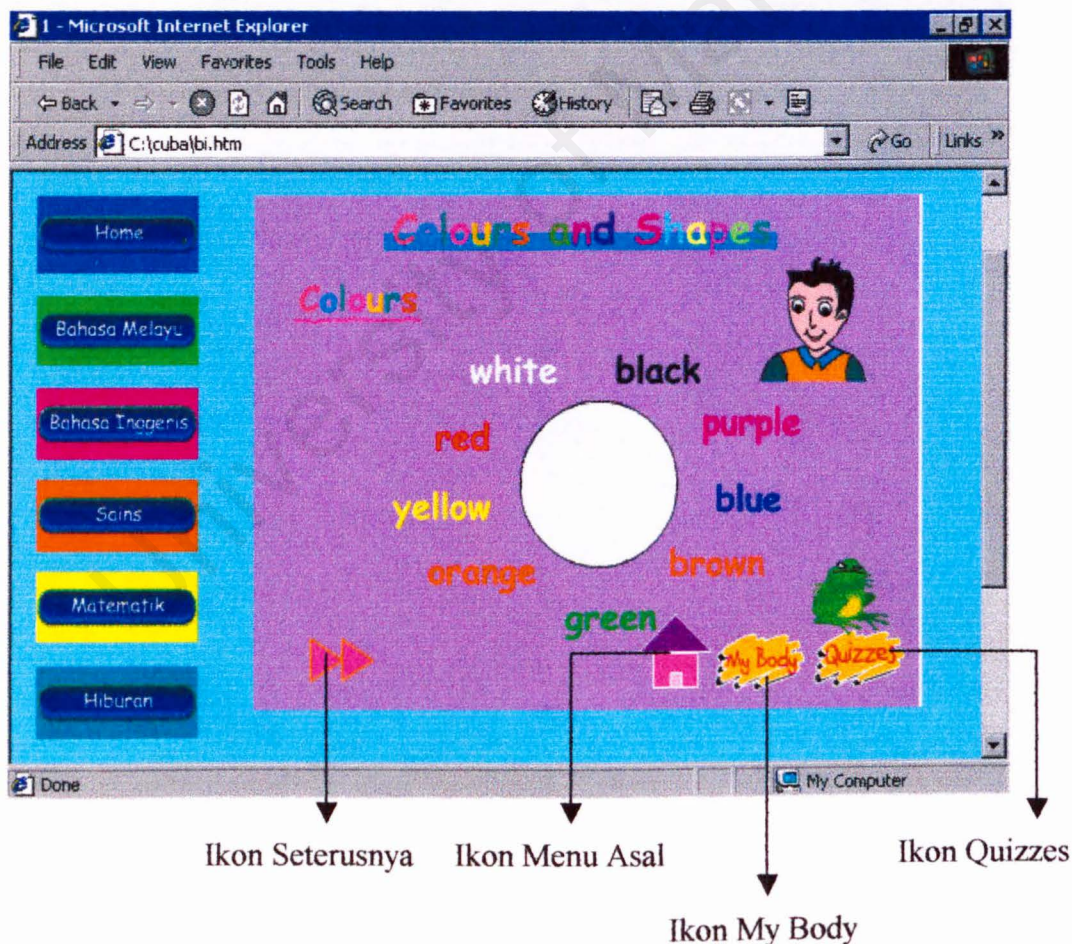 1 - Microsoft Internet Explorer
File Edit View Favorites Tools Help
Back Search Favorites History
Address C:\cuba\bi.htm Go Links »
Home
Bahasa Melayu
Bahasa Inggeris
Sains
Matematik
Hiburan
Colours and Shapes
Colours
white black
red purple
yellow blue
orange brown
green
My Body Quizzes
Done My Computer
Ikon Seterusnya Ikon Menu Asal Ikon Quizzes
Ikon My Body